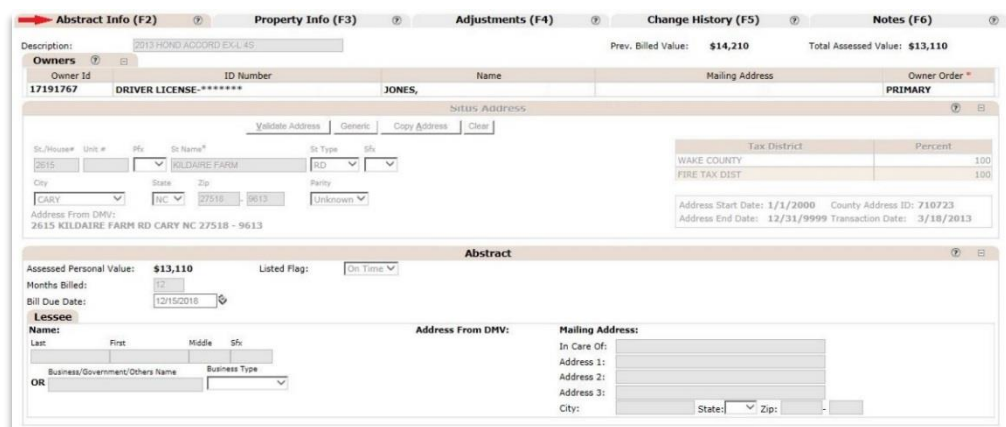 Abstract Info (F2) ? Property Info (F3) ? Adjustments (F4) ? Change History (F5) ? Notes (F6) ?
Description: 2013 HOND ACCORD EX-L 4S Prev. Billed Value: $14,210 Total Assessed Value: $13,110
Owners ?
Owner Id ID Number Name Mailing Address Owner Order *
17191767 DRIVER LICENSE-******* JONES, PRIMARY
Situs Address ?
Validate Address Generic Copy Address Clear
St./House# Unit # Pfx St Name* St Type Sfx Tax District Percent
2615 KILDAIRE FARM RD WAKE COUNTY 100
FIRE TAX DIST 100
City State Zip Parity
CARY NC 27518 - 9613 Unknown
Address Start Date: 1/1/2000 County Address ID: 710723
Address From DMV: Address End Date: 12/31/9999 Transaction Date: 3/18/2013
2615 KILDAIRE FARM RD CARY NC 27518 - 9613
Abstract ?
Assessed Personal Value: $13,110 Listed Flag: On Time
Months Billed: 12
Bill Due Date: 12/15/2016
Lessee
Name: Address From DMV: Mailing Address:
Last First Middle Sfx In Care Of:
Address 1:
Business/Government/Others Name Business Type Address 2:
OR Address 3:
City: State: Zip: -